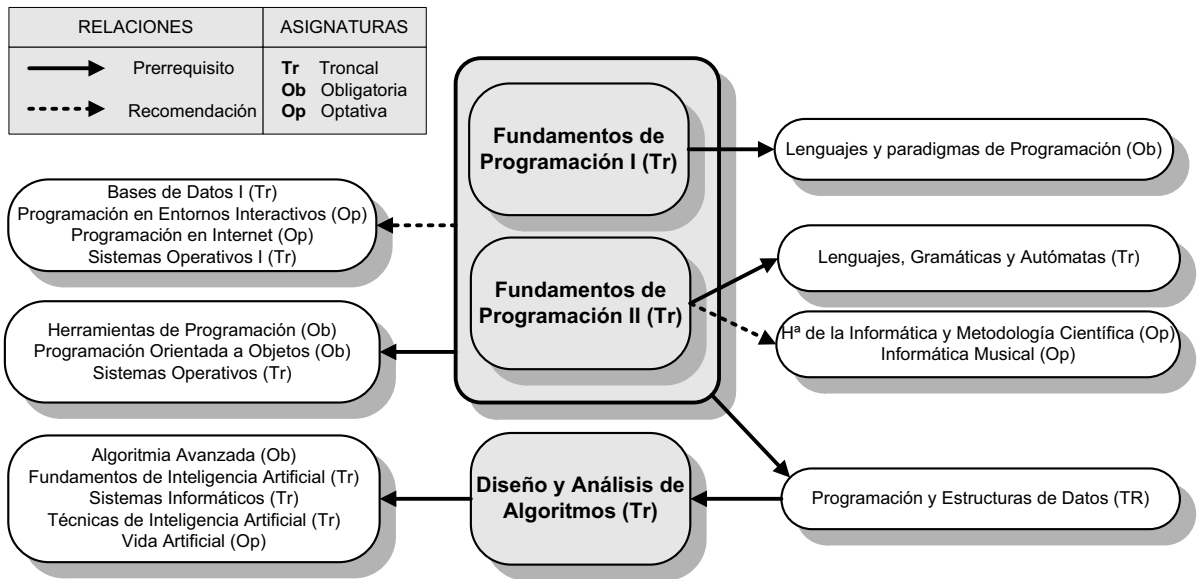 RELACIONES
ASIGNATURAS
Prerrequisito
Recomendación
Tr Troncal
Ob Obligatoria
Op Optativa
Fundamentos de
Programación I (Tr)
Lenguajes y paradigmas de Programación (Ob)
Bases de Datos I (Tr)
Programación en Entornos Interactivos (Op)
Programación en Internet (Op)
Sistemas Operativos I (Tr)
Fundamentos de
Programación II (Tr)
Lenguajes, Gramáticas y Autómatas (Tr)
Hª de la Informática y Metodología Científica (Op)
Informática Musical (Op)
Herramientas de Programación (Ob)
Programación Orientada a Objetos (Ob)
Sistemas Operativos (Tr)
Algoritmia Avanzada (Ob)
Fundamentos de Inteligencia Artificial (Tr)
Sistemas Informáticos (Tr)
Técnicas de Inteligencia Artificial (Tr)
Vida Artificial (Op)
Diseño y Análisis de
Algoritmos (Tr)
Programación y Estructuras de Datos (TR)